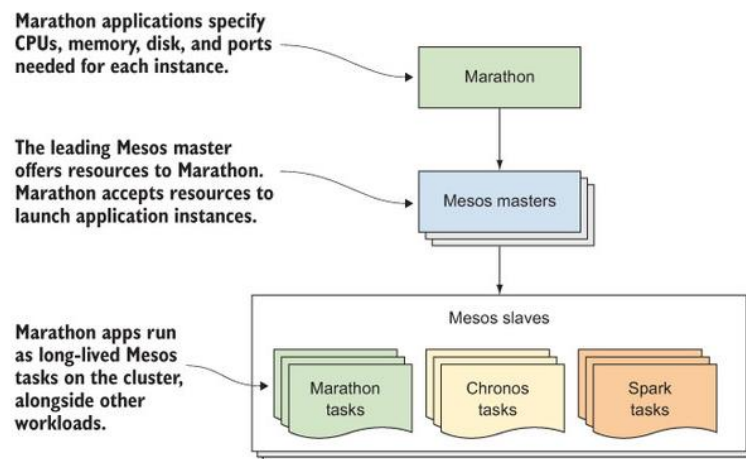 Marathon applications specify
CPUs, memory, disk, and ports
needed for each instance.
Marathon
The leading Mesos master
offers resources to Marathon.
Marathon accepts resources to
launch application instances.
Mesos masters
Mesos slaves
Marathon apps run
as long-lived Mesos
tasks on the cluster,
alongside other
workloads.
Marathon
tasks
Chronos
tasks
Spark
tasks